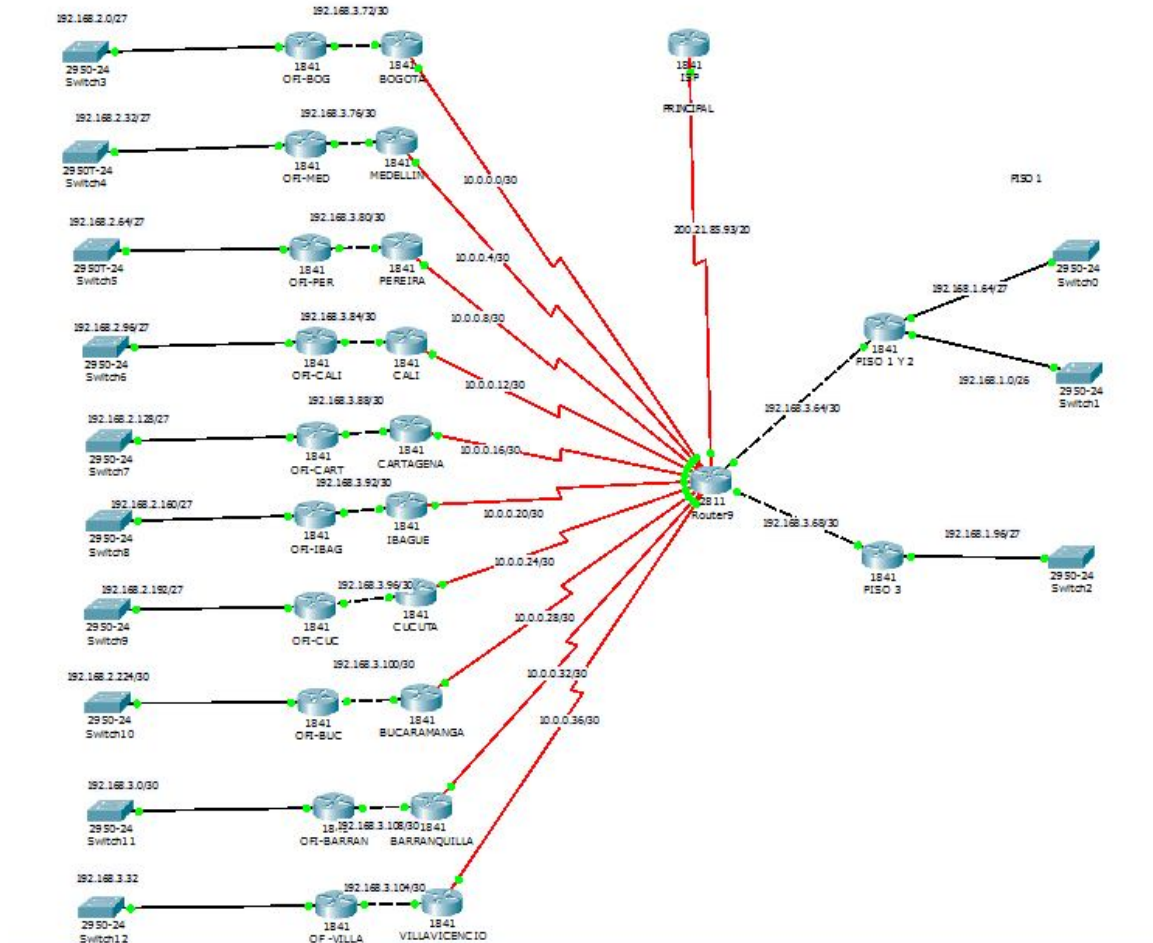 192.168.2.0/27
192.168.3.72/30
2950-24
Switch3
1841
OFI-BOG
1841
BOGOTA
1841
ISP
PRINCIPAL
192.168.2.32/27
192.168.3.76/30
2950T-24
Switch4
1841
OFI-MED
1841
MEDELLIN
10.0.0.0/30
PISO 1
192.168.2.64/27
192.168.3.80/30
2950T-24
Switch5
1841
OFI-PER
1841
PEREIRA
10.0.0.4/30
200.21.85.93/20
2950-24
Switch0
192.168.1.64/27
192.168.2.96/27
192.168.3.84/30
2950-24
Switch6
1841
OFI-CALI
1841
CALI
10.0.0.8/30
1841
PISO 1 Y 2
192.168.1.0/26
2950-24
Switch1
10.0.0.12/30
192.168.3.64/30
192.168.2.128/27
192.168.3.88/30
2950-24
Switch7
1841
OFI-CART
1841
CARTAGENA
10.0.0.16/30
192.168.2.160/27
192.168.3.92/30
2950-24
Switch8
1841
OFI-IBAG
1841
IBAGUE
10.0.0.20/30
2811
Router9
192.168.3.68/30
192.168.1.96/27
1841
PISO 3
2950-24
Switch2
192.168.2.192/27
192.168.3.96/30
2950-24
Switch9
1841
OFI-CUC
1841
CUCUTA
10.0.0.24/30
10.0.0.28/30
192.168.2.224/30
192.168.3.100/30
2950-24
Switch10
1841
OFI-BUC
1841
BUCARAMANGA
10.0.0.32/30
10.0.0.36/30
192.168.3.0/30
2950-24
Switch11
1841
OFI-BARRAN
192.168.3.108/30
1841
BARRANQUILLA
192.168.3.32
192.168.3.104/30
2950-24
Switch12
1841
OF -VILLA
1841
VILLAVICENCIO